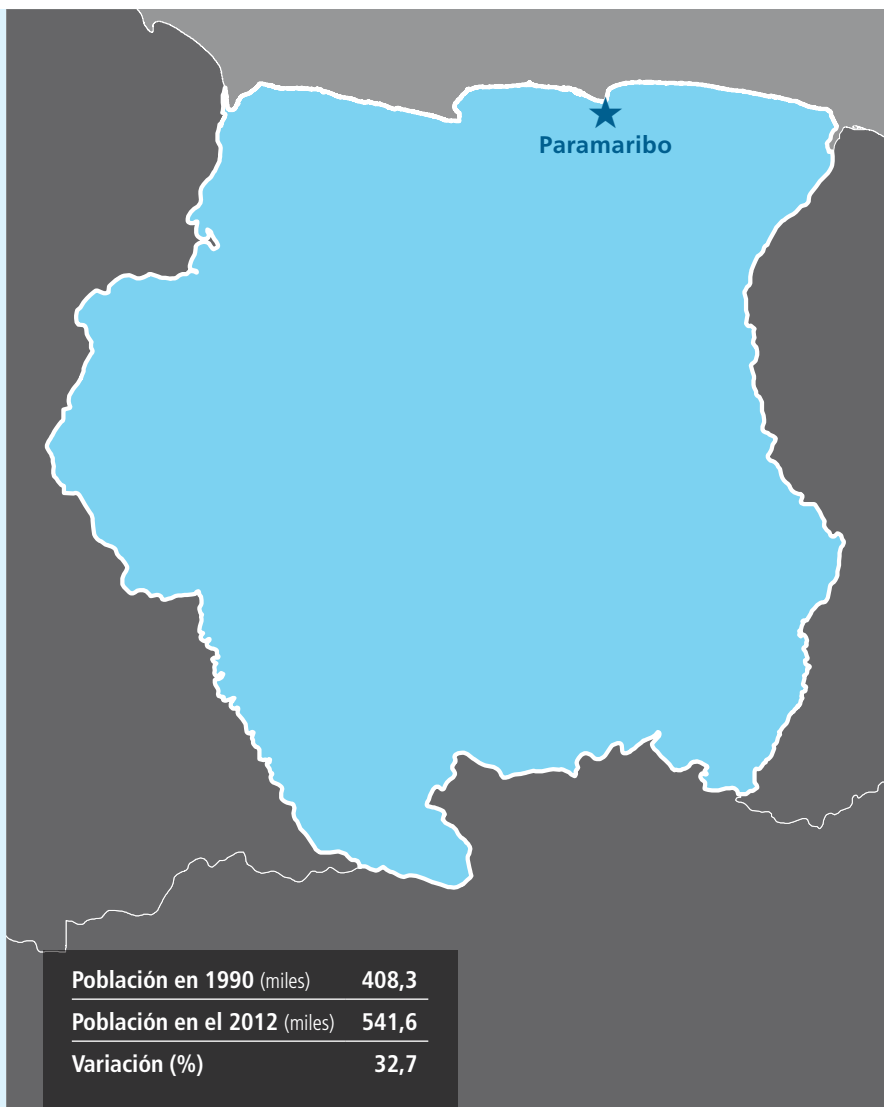 Paramaribo
Población en 1990 (miles) 408,3
Población en el 2012 (miles) 541,6
Variación (%) 32,7